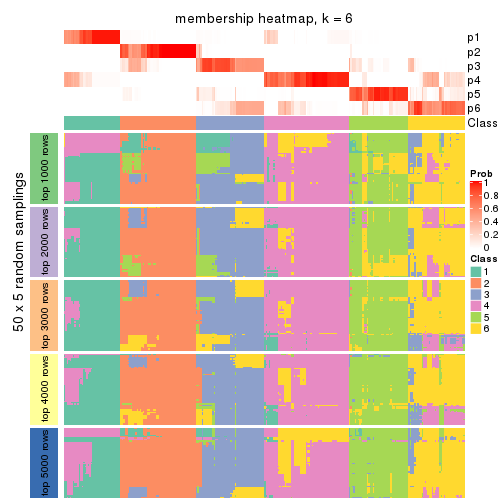 membership heatmap, k = 6
p1
p2
p3
p4
p5
p6
Class
50 x 5 random samplings
top 1000 rows
top 2000 rows
top 3000 rows
top 4000 rows
top 5000 rows
Prob
1
0.8
0.6
0.4
0.2
0
Class
1
2
3
4
5
6